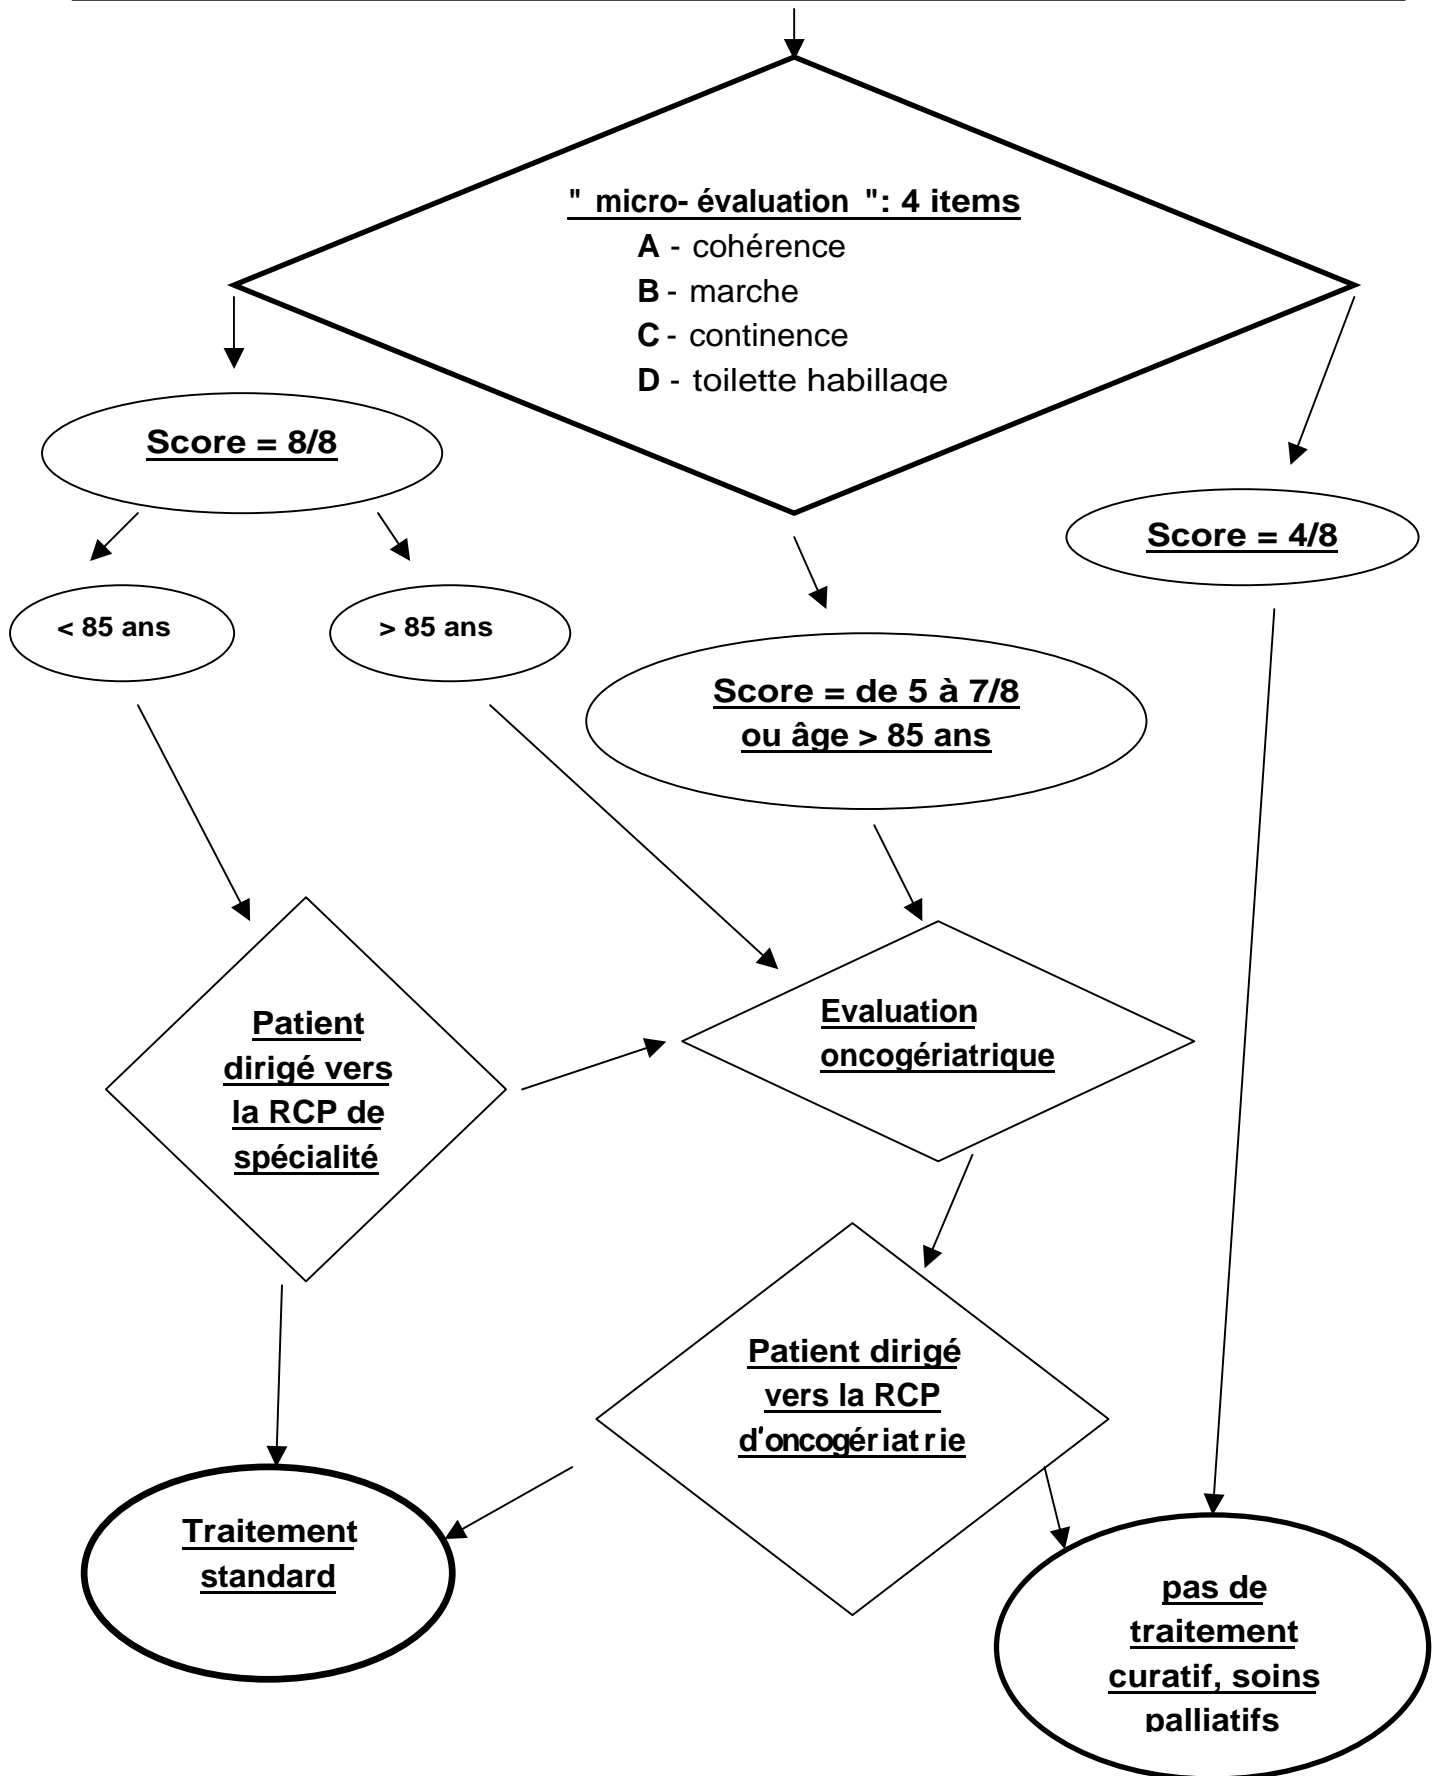 " micro- évaluation ": 4 items
A - cohérence
B - marche
C - continence
D - toilette habillage
Score = 8/8
Score = 4/8
< 85 ans
> 85 ans
Score = de 5 à 7/8
ou âge > 85 ans
Patient
dirigé vers
la RCP de
spécialité
Evaluation
oncogériatrique
Patient dirigé
vers la RCP
d'oncogériatrie
Traitement
standard
pas de
traitement
curatif, soins
palliatifs